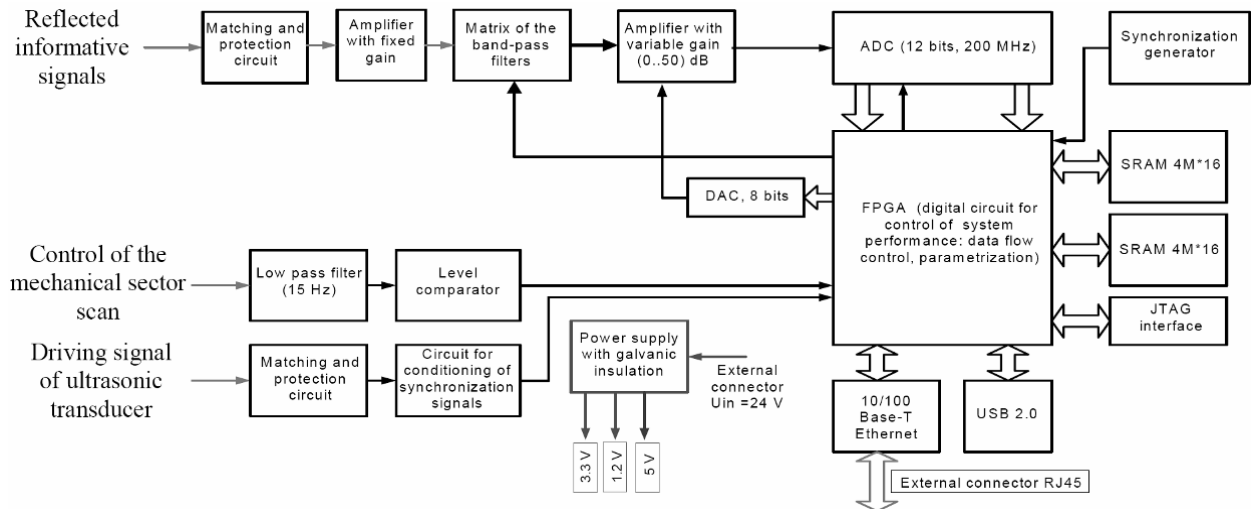 Reflected
informative
signals
Matching and
protection
circuit
Amplifier
with fixed
gain
Matrix of the
band-pass
filters
Amplifier with
variable gain
(0..50) dB
ADC (12 bits, 200 MHz)
Synchronization
generator
SRAM 4M*16
DAC, 8 bits
FPGA (digital circuit for
control of system
performance: data flow
control, parametrization)
SRAM 4M*16
Control of the
mechanical sector
scan
Low pass filter
(15 Hz)
Level
comparator
JTAG
interface
Driving signal
of ultrasonic
transducer
Matching and
protection
circuit
Circuit for
conditioning of
synchronization
signals
Power supply
with galvanic
insulation
External
connector
Uin =24 V
10/100
Base-T
Ethernet
USB 2.0
3.3 V
1.2 V
5 V
External connector RJ45